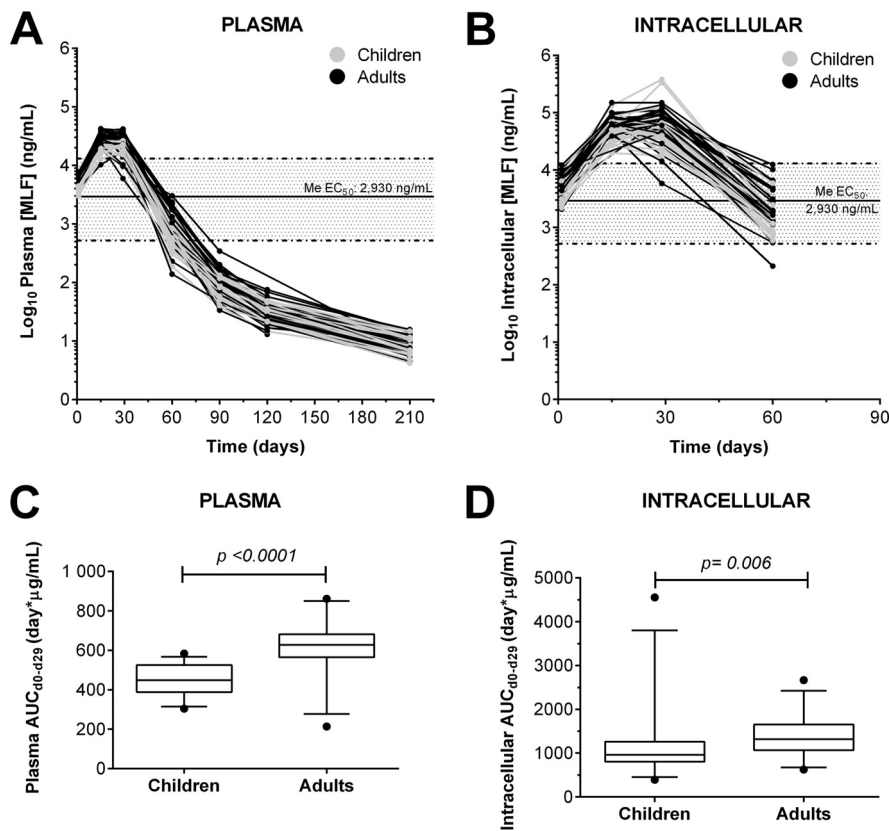 A
PLASMA
Children
Adults
Log10 Plasma [MLF] (ng/mL)
6
5
4
3
2
1
0
Me EC50: 2,930 ng/mL
0 15 30 60 90 120 150 180 210
Time (days)
B
INTRACELLULAR
Children
Adults
Log10 Intracellular [MLF] (ng/mL)
6
5
4
3
2
1
0
Me EC50:
2,930 ng/mL
0 15 30 60 90
Time (days)
C
PLASMA
p <0.0001
Plasma AUCd0-d29 (day*μg/mL)
1 000
800
600
400
200
0
Children Adults
D
INTRACELLULAR
p= 0.006
Intracellular AUCd0-d29 (day*μg/mL)
5000
4000
3000
2000
1000
0
Children Adults